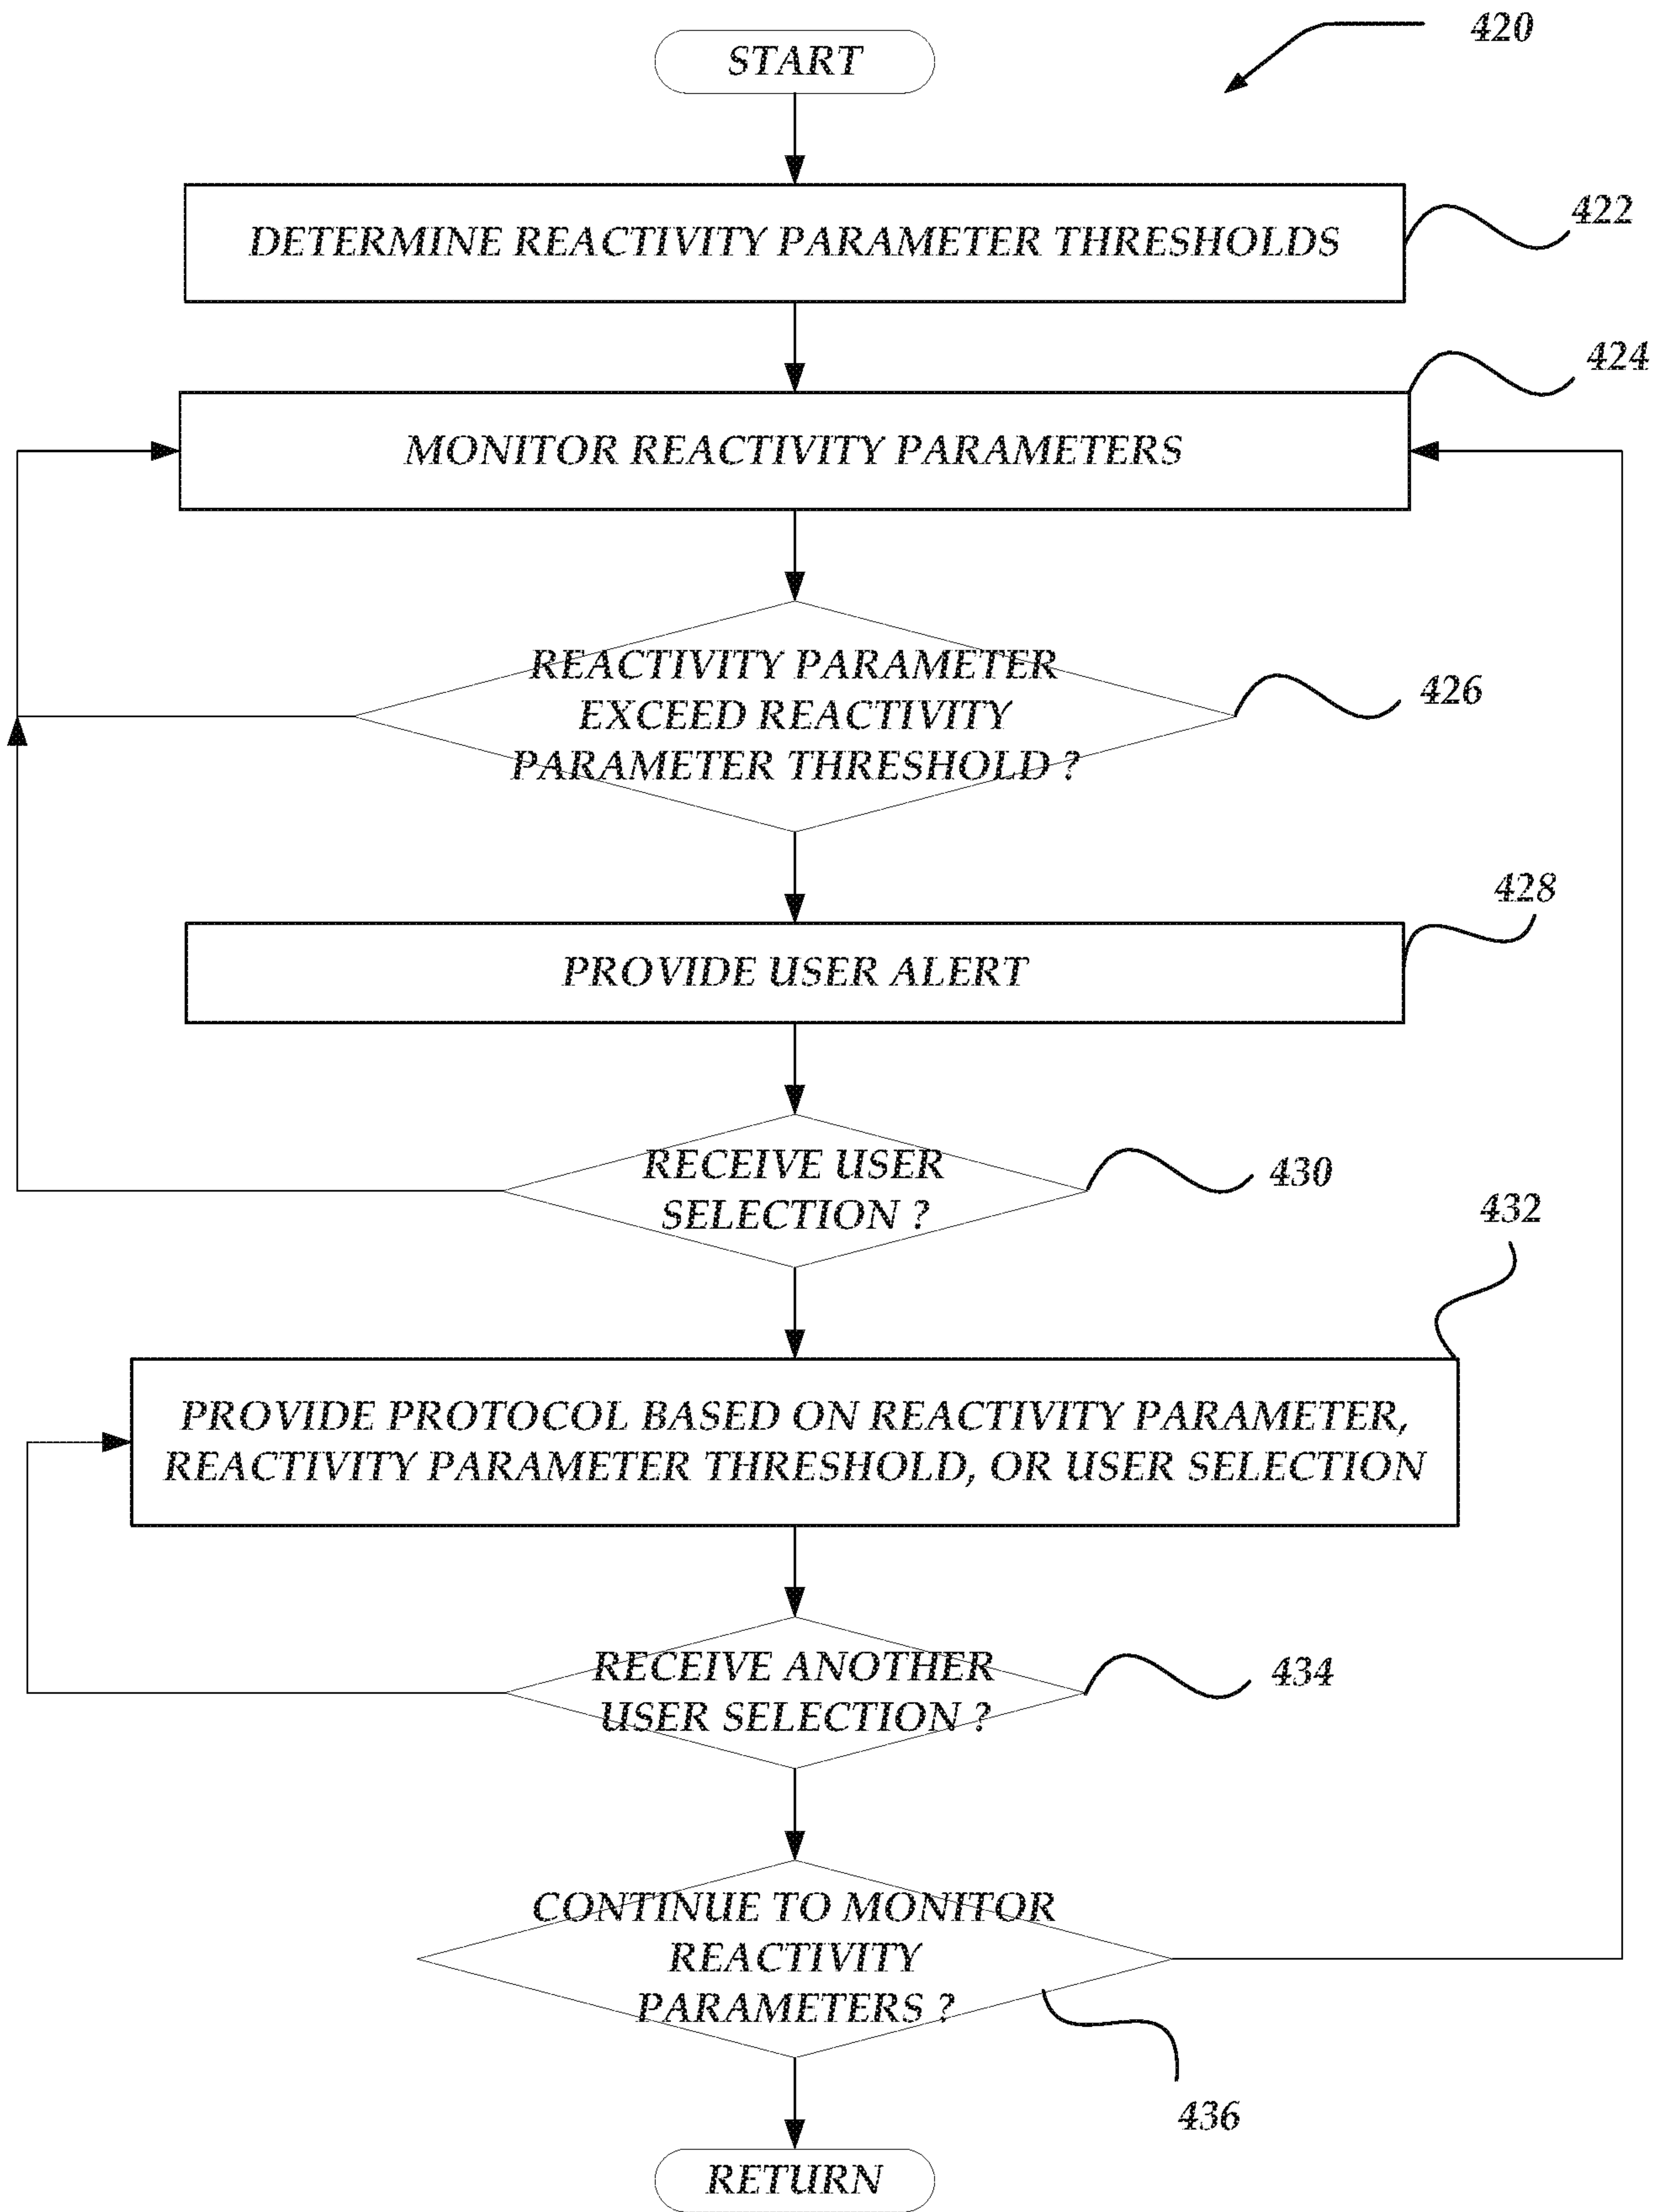 START
420
DETERMINE REACTIVITY PARAMETER THRESHOLDS
422
424
MONITOR REACTIVITY PARAMETERS
REACTIVITY PARAMETER
EXCEED REACTIVITY
PARAMETER THRESHOLD ?
426
428
PROVIDE USER ALERT
RECEIVE USER
SELECTION ?
430
432
PROVIDE PROTOCOL BASED ON REACTIVITY PARAMETER,
REACTIVITY PARAMETER THRESHOLD, OR USER SELECTION
RECEIVE ANOTHER
USER SELECTION ?
434
CONTINUE TO MONITOR
REACTIVITY
PARAMETERS ?
436
RETURN